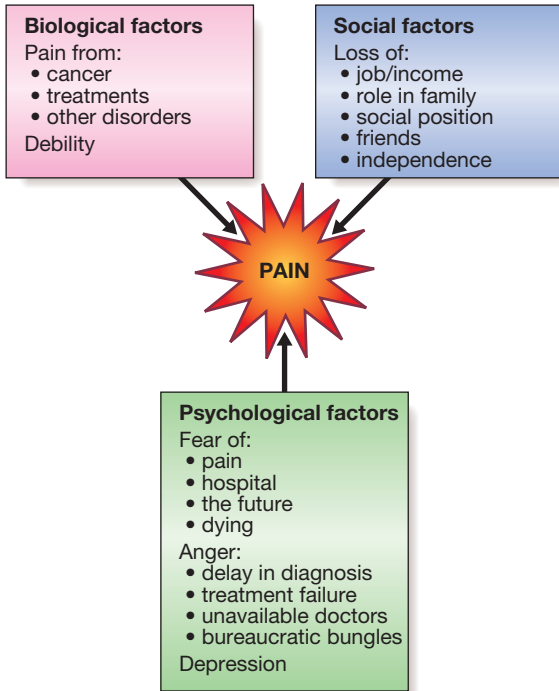 Biological factors
Pain from:
• cancer
• treatments
• other disorders
Debility
Social factors
Loss of:
• job/income
• role in family
• social position
• friends
• independence
PAIN
Psychological factors
Fear of:
• pain
• hospital
• the future
• dying
Anger:
• delay in diagnosis
• treatment failure
• unavailable doctors
• bureaucratic bungles
Depression